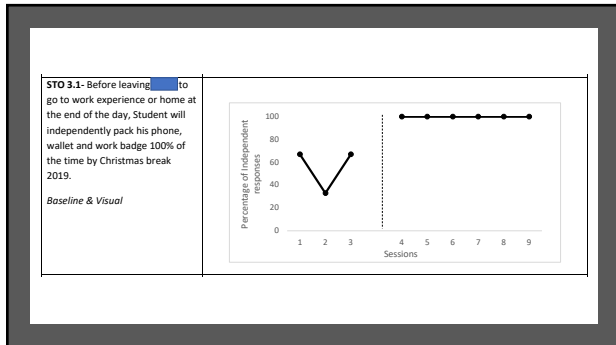 STO 3.1- Before leaving to
go to work experience or home at
the end of the day, Student will
independently pack his phone,
wallet and work badge 100% of
the time by Christmas break
2019.
Baseline & Visual
Percentage of Independent
responses
100
80
60
40
20
0
1 2 3 4 5 6 7 8 9
Sessions